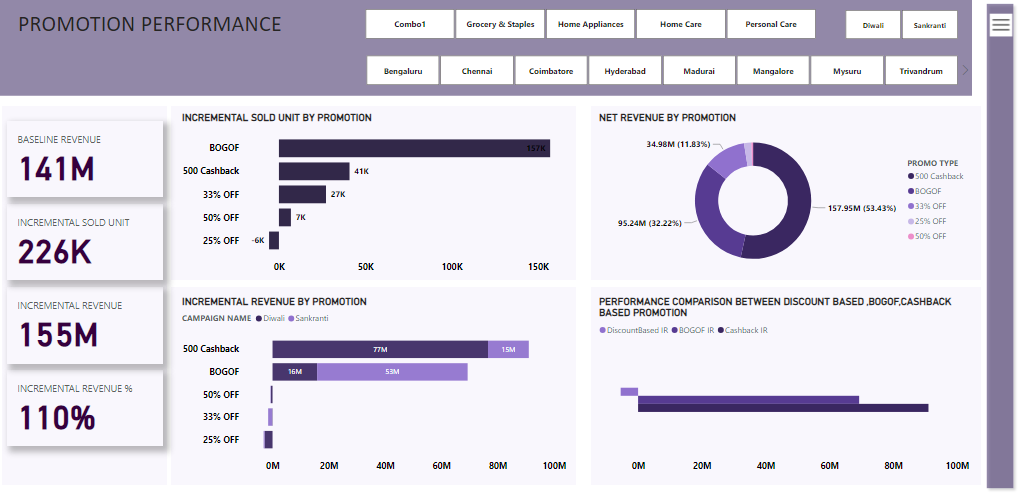 PROMOTION PERFORMANCE
Combo1 Grocery & Staples Home Appliances Home Care Personal Care Diwali Sankranti
Bengaluru Chennai Coimbatore Hyderabad Madurai Mangalore Mysuru Trivandrum
BASELINE REVENUE
141M
INCREMENTAL SOLD UNIT
226K
INCREMENTAL REVENUE
155M
INCREMENTAL REVENUE %
110%
INCREMENTAL SOLD UNIT BY PROMOTION
BOGOF 157K
500 Cashback 41K
33% OFF 27K
50% OFF 7K
25% OFF -6K
0K 50K 100K 150K
NET REVENUE BY PROMOTION
34.98M (11.83%)
95.24M (32.22%)
157.95M (53.43%)
PROMO TYPE
500 Cashback
BOGOF
33% OFF
25% OFF
50% OFF
INCREMENTAL REVENUE BY PROMOTION
CAMPAIGN NAME Diwali Sankranti
500 Cashback 77M 15M
BOGOF 16M 53M
50% OFF
33% OFF
25% OFF
0M 20M 40M 60M 80M 100M
PERFORMANCE COMPARISON BETWEEN DISCOUNT BASED ,BOGOF,CASHBACK
BASED PROMOTION
DiscountBased IR BOGOF IR Cashback IR
0M 20M 40M 60M 80M 100M